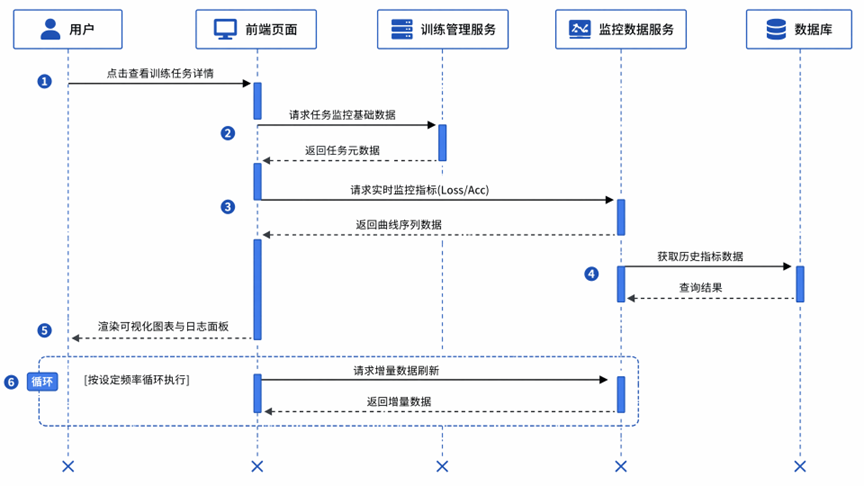 用户
前端页面
训练管理服务
监控数据服务
数据库
1
点击查看训练任务详情
请求任务监控基础数据
2
返回任务元数据
请求实时监控指标(Loss/Acc)
3
返回曲线序列数据
获取历史指标数据
4
查询结果
5
渲染可视化图表与日志面板
请求增量数据刷新
6
循环
[按设定频率循环执行]
返回增量数据